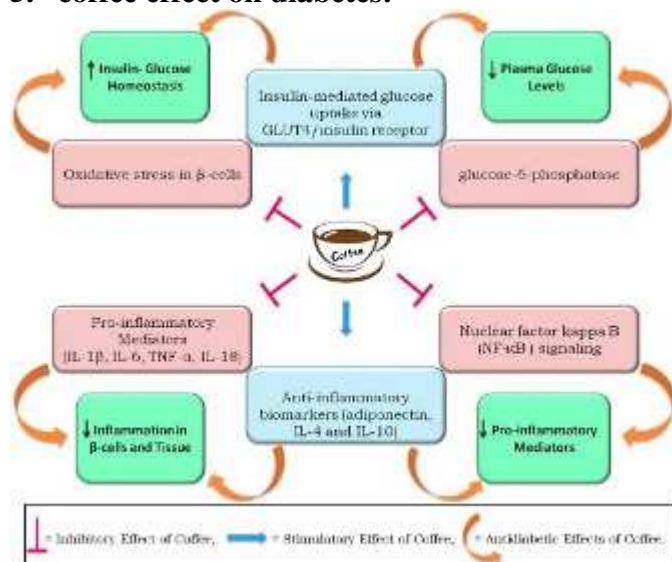 coffee effect on diabetes:
↑ Insulin- Glucose
Homeostasis
Insulin-mediated glucose
uptake via
GLUT4/insulin receptor
↓ Plasma Glucose
Levels
Oxidative stress in β-cells
glucose-6-phosphatase
Coffee
Pro-inflammatory
Mediators
(IL-1β, IL-6, TNF-α, IL-18)
Nuclear factor kappa B
(NF-κB) signaling
Anti-inflammatory
biomarkers (adiponectin,
IL-4 and IL-10)
↓ Inflammation in
β-cells and Tissue
↓ Pro-inflammatory
Mediators
= Inhibitory Effect of Coffee,
= Stimulatory Effect of Coffee,
= Antidiabetic Effects of Coffee.